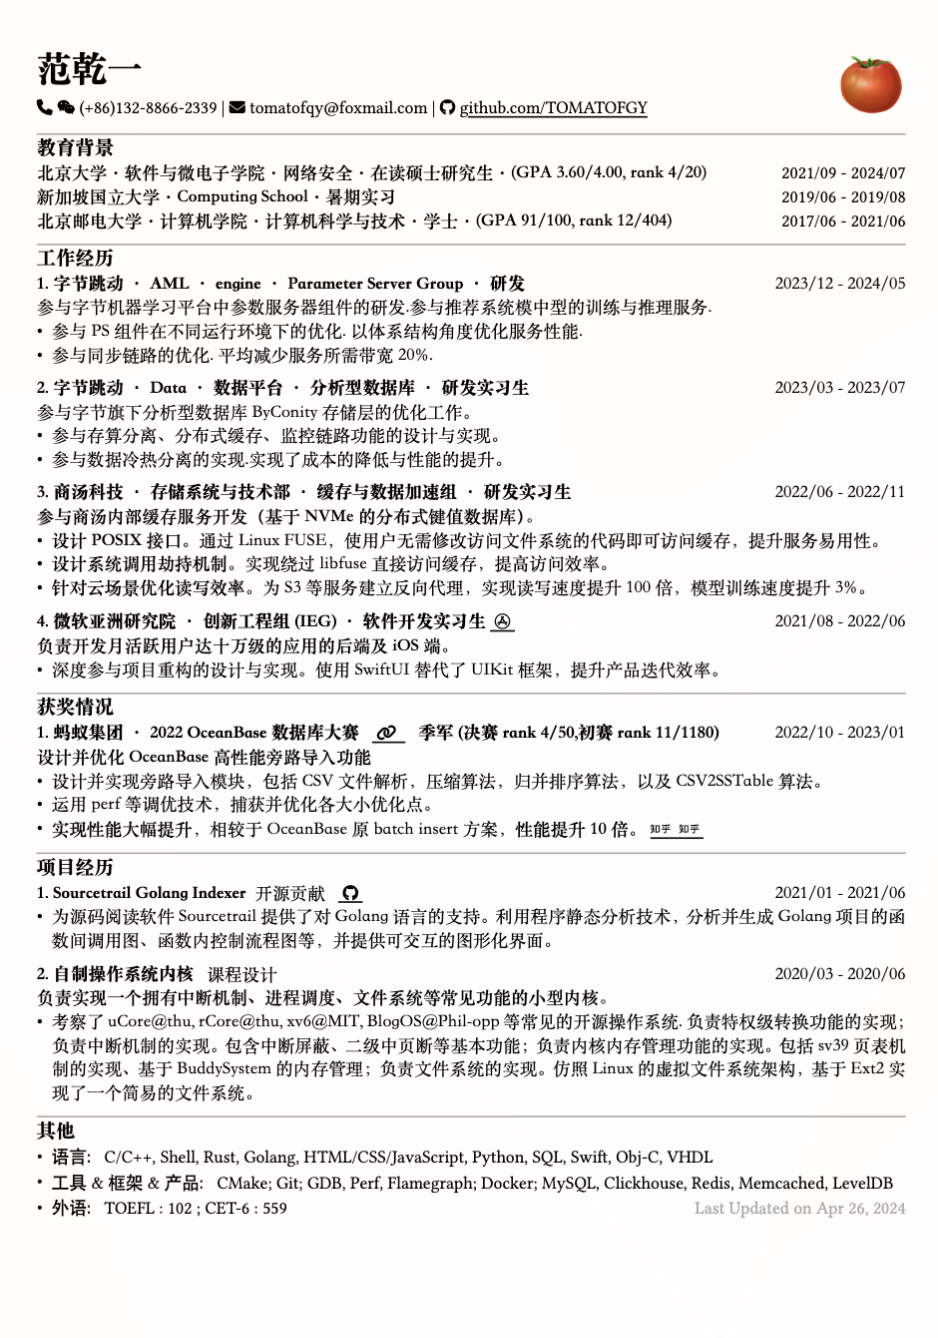 范乾一
(+86)132-8866-2339 | tomatofqy@foxmail.com | github.com/TOMATOFGY
教育背景
北京大学 · 软件与微电子学院 · 网络安全 · 在读硕士研究生 · (GPA 3.60/4.00, rank 4/20) 2021/09 - 2024/07
新加坡国立大学 · Computing School · 暑期实习 2019/06 - 2019/08
北京邮电大学 · 计算机学院 · 计算机科学与技术 · 学士 · (GPA 91/100, rank 12/404) 2017/06 - 2021/06
工作经历
1. 字节跳动 · AML · engine · Parameter Server Group · 研发 2023/12 - 2024/05
参与字节机器学习平台中参数服务器组件的研发.参与推荐系统模中型的训练与推理服务.
• 参与 PS 组件在不同运行环境下的优化. 以体系结构角度优化服务性能.
• 参与同步链路的优化. 平均减少服务所需带宽 20%.
2. 字节跳动 · Data · 数据平台 · 分析型数据库 · 研发实习生 2023/03 - 2023/07
参与字节旗下分析型数据库 ByConity 存储层的优化工作。
• 参与存算分离、分布式缓存、监控链路功能的设计与实现。
• 参与数据冷热分离的实现.实现了成本的降低与性能的提升。
3. 商汤科技 · 存储系统与技术部 · 缓存与数据加速组 · 研发实习生 2022/06 - 2022/11
参与商汤内部缓存服务开发（基于 NVMe 的分布式键值数据库）。
• 设计 POSIX 接口。通过 Linux FUSE，使用户无需修改访问文件系统的代码即可访问缓存，提升服务易用性。
• 设计系统调用劫持机制。实现绕过 libfuse 直接访问缓存，提高访问效率。
• 针对云场景优化读写效率。为 S3 等服务建立反向代理，实现读写速度提升 100 倍，模型训练速度提升 3%。
4. 微软亚洲研究院 · 创新工程组 (IEG) · 软件开发实习生 2021/08 - 2022/06
负责开发月活跃用户达十万级的应用的后端及 iOS 端。
• 深度参与项目重构的设计与实现。使用 SwiftUI 替代了 UIKit 框架，提升产品迭代效率。
获奖情况
1. 蚂蚁集团 · 2022 OceanBase 数据库大赛 季军 (决赛 rank 4/50,初赛 rank 11/1180) 2022/10 - 2023/01
设计并优化 OceanBase 高性能旁路导入功能
• 设计并实现旁路导入模块，包括 CSV 文件解析，压缩算法，归并排序算法，以及 CSV2SSTable 算法。
• 运用 perf 等调优技术，捕获并优化各大小优化点。
• 实现性能大幅提升，相较于 OceanBase 原 batch insert 方案，性能提升 10 倍。 知乎 知乎
项目经历
1. Sourcetrail Golang Indexer 开源贡献 2021/01 - 2021/06
• 为源码阅读软件 Sourcetrail 提供了对 Golang 语言的支持。利用程序静态分析技术，分析并生成 Golang 项目的函
数间调用图、函数内控制流程图等，并提供可交互的图形化界面。
2. 自制操作系统内核 课程设计 2020/03 - 2020/06
负责实现一个拥有中断机制、进程调度、文件系统等常见功能的小型内核。
• 考察了 uCore@thu, rCore@thu, xv6@MIT, BlogOS@Phil-opp 等常见的开源操作系统. 负责特权级转换功能的实现；
负责中断机制的实现。包含中断屏蔽、二级中页断等基本功能；负责内核内存管理功能的实现。包括 sv39 页表机
制的实现、基于 BuddySystem 的内存管理；负责文件系统的实现。仿照 Linux 的虚拟文件系统架构，基于 Ext2 实
现了一个简易的文件系统。
其他
• 语言: C/C++, Shell, Rust, Golang, HTML/CSS/JavaScript, Python, SQL, Swift, Obj-C, VHDL
• 工具 & 框架 & 产品: CMake; Git; GDB, Perf, Flamegraph; Docker; MySQL, Clickhouse, Redis, Memcached, LevelDB
• 外语: TOEFL : 102 ; CET-6 : 559 Last Updated on Apr 26, 2024